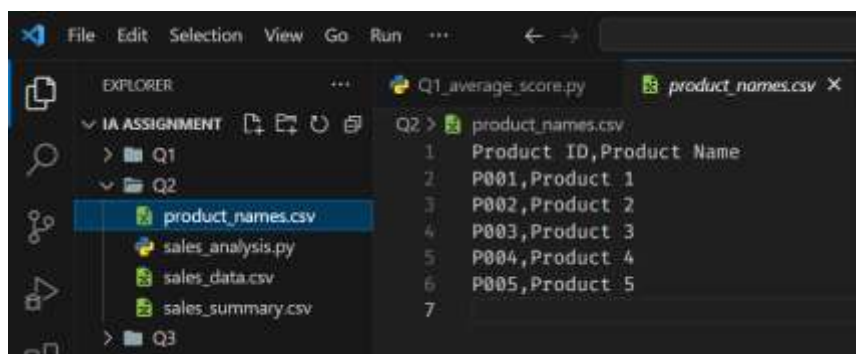 File Edit Selection View Go Run ...
EXPLORER ...
Q1_average_score.py
product_names.csv
IA ASSIGNMENT
Q2 > product_names.csv
Q1
Q2
product_names.csv
sales_analysis.py
sales_data.csv
sales_summary.csv
Q3
1 Product ID,Product Name
2 P001,Product 1
3 P002,Product 2
4 P003,Product 3
5 P004,Product 4
6 P005,Product 5
7